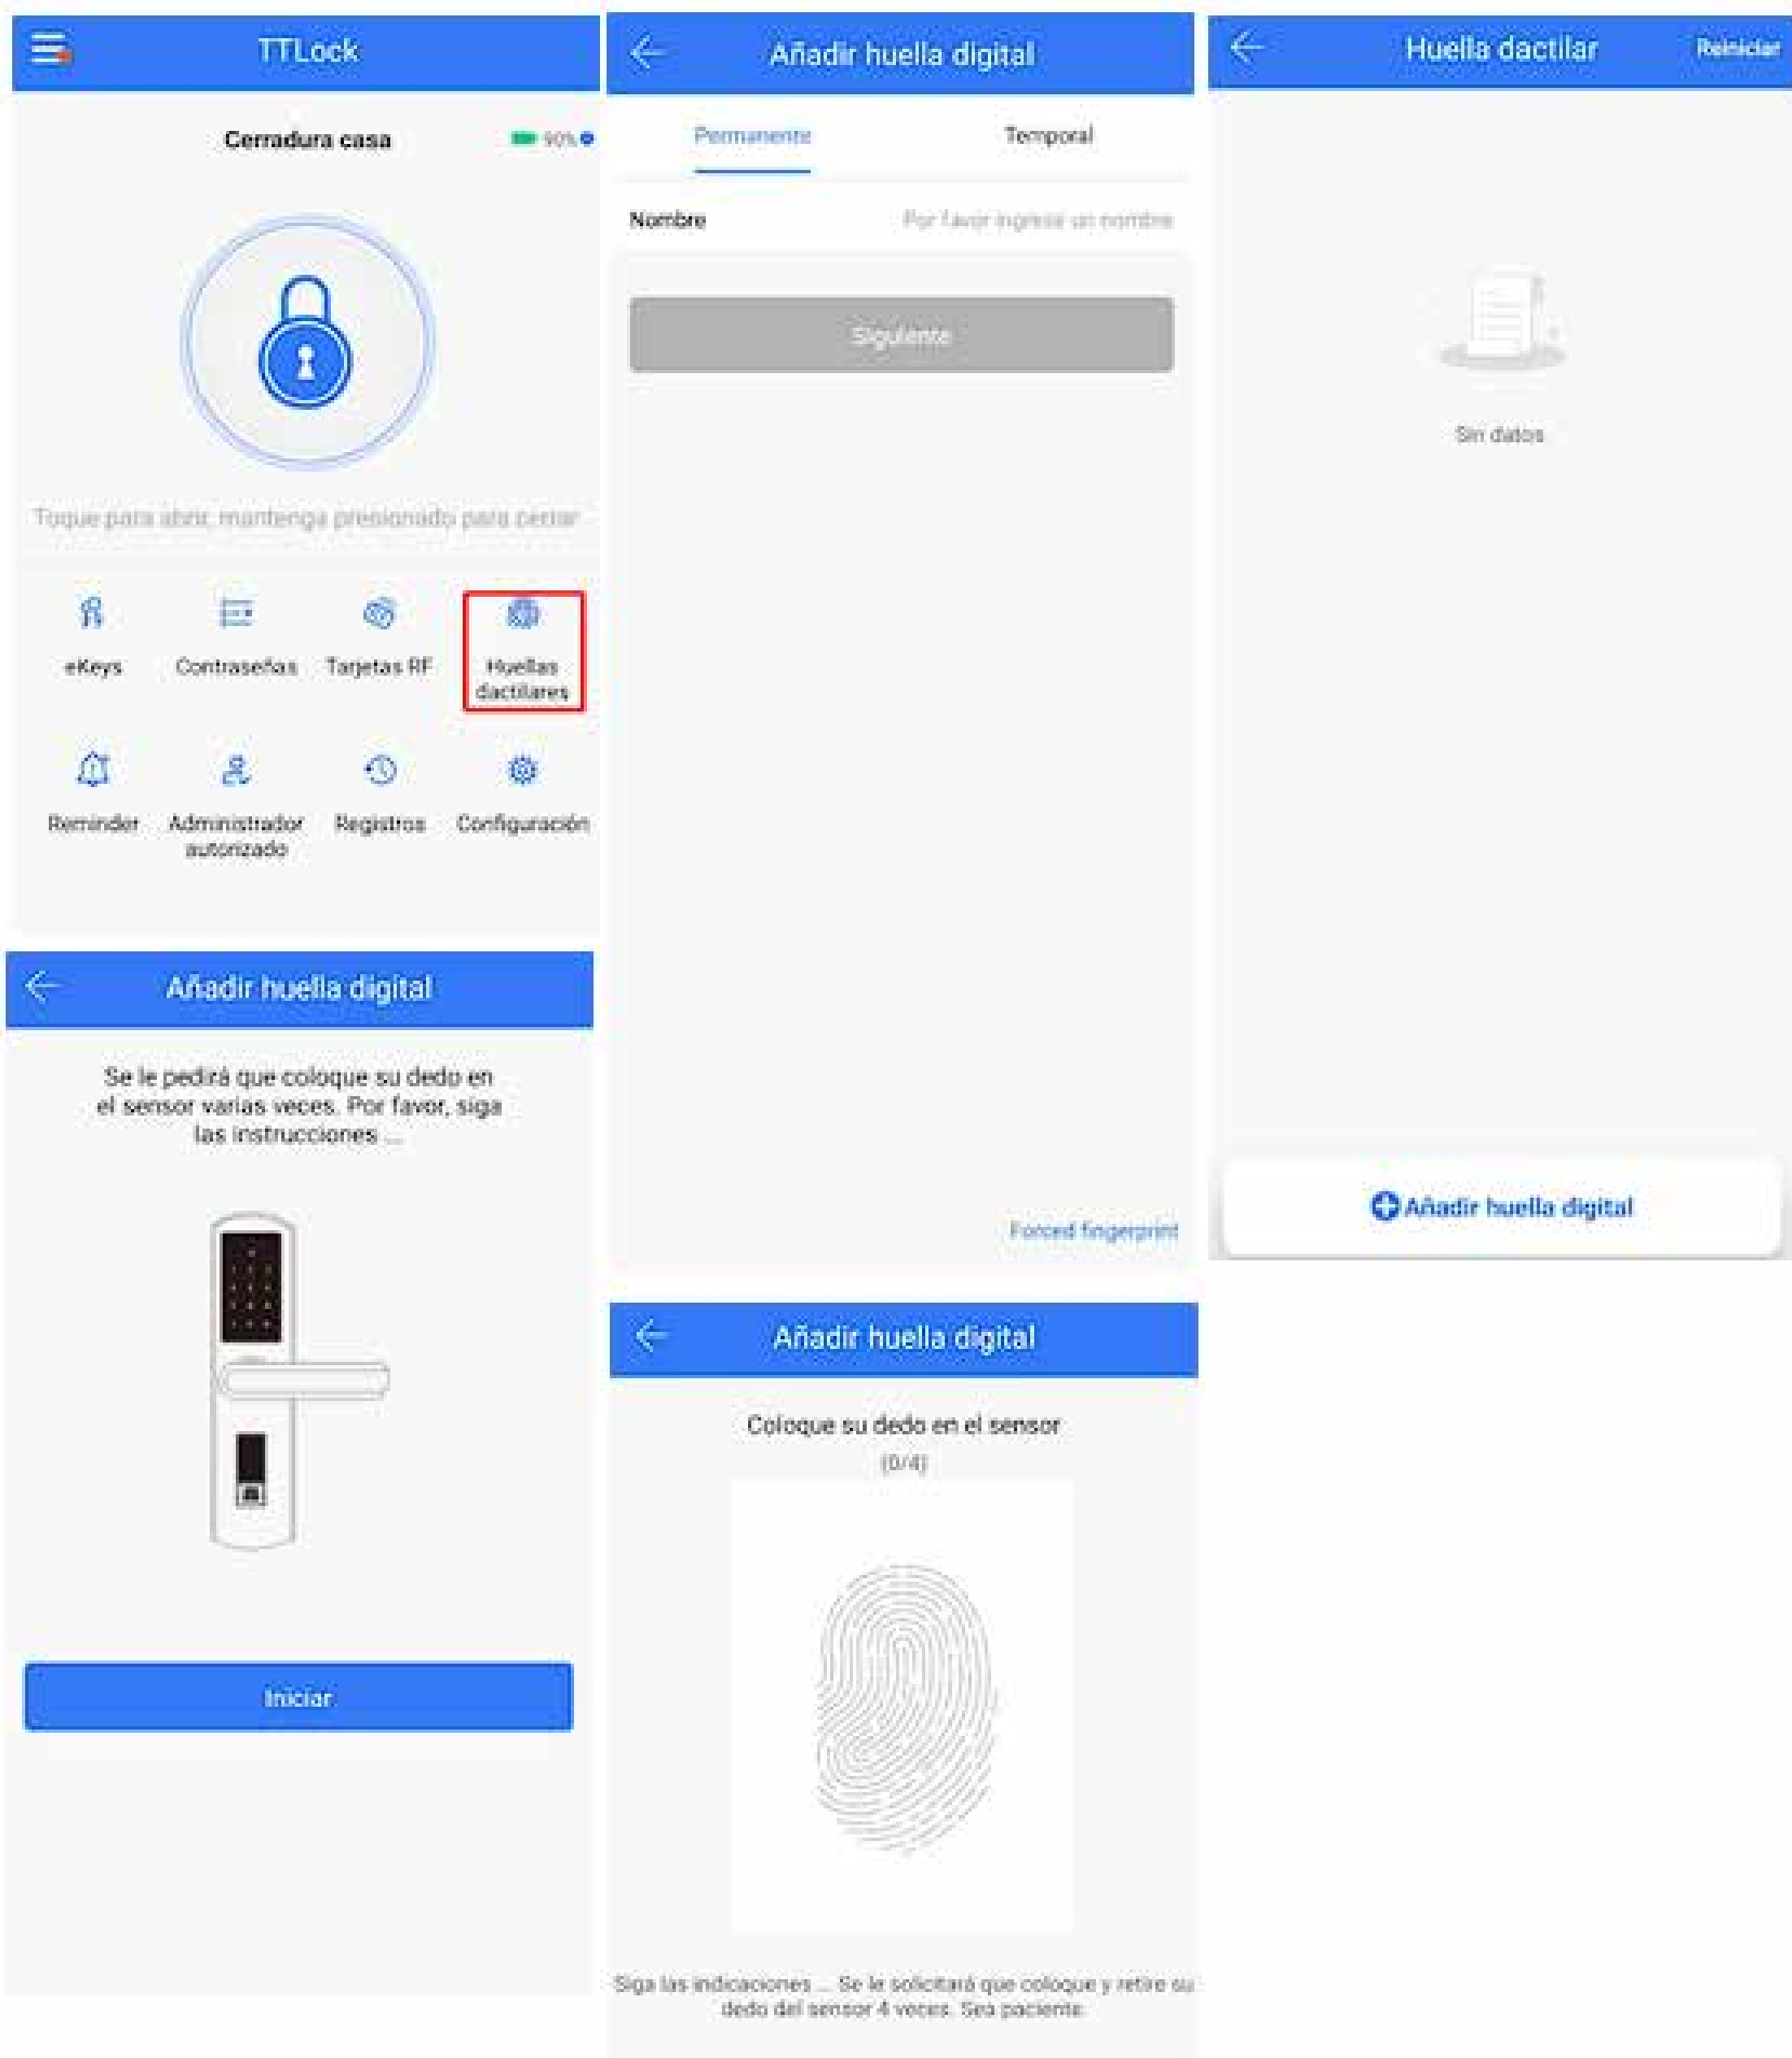 TTLock
Cerradura casa
90%
Toque para abrir, mantenga presionado para cerrar
eKeys
Contraseñas
Tarjetas RF
Huellas
dactilares
Reminder
Administrador
autorizado
Registros
Configuración
Añadir huella digital
Permanente
Temporal
Nombre
Por favor ingrese un nombre
Siguiente
Forced fingerprint
Huella dactilar
Reiniciar
Sin datos
Añadir huella digital
Añadir huella digital
Se le pedirá que coloque su dedo en
el sensor varias veces. Por favor, siga
las instrucciones ...
Iniciar
Añadir huella digital
Coloque su dedo en el sensor
(0/4)
Siga las indicaciones ... Se le solicitará que coloque y retire su
dedo del sensor 4 veces. Sea paciente.